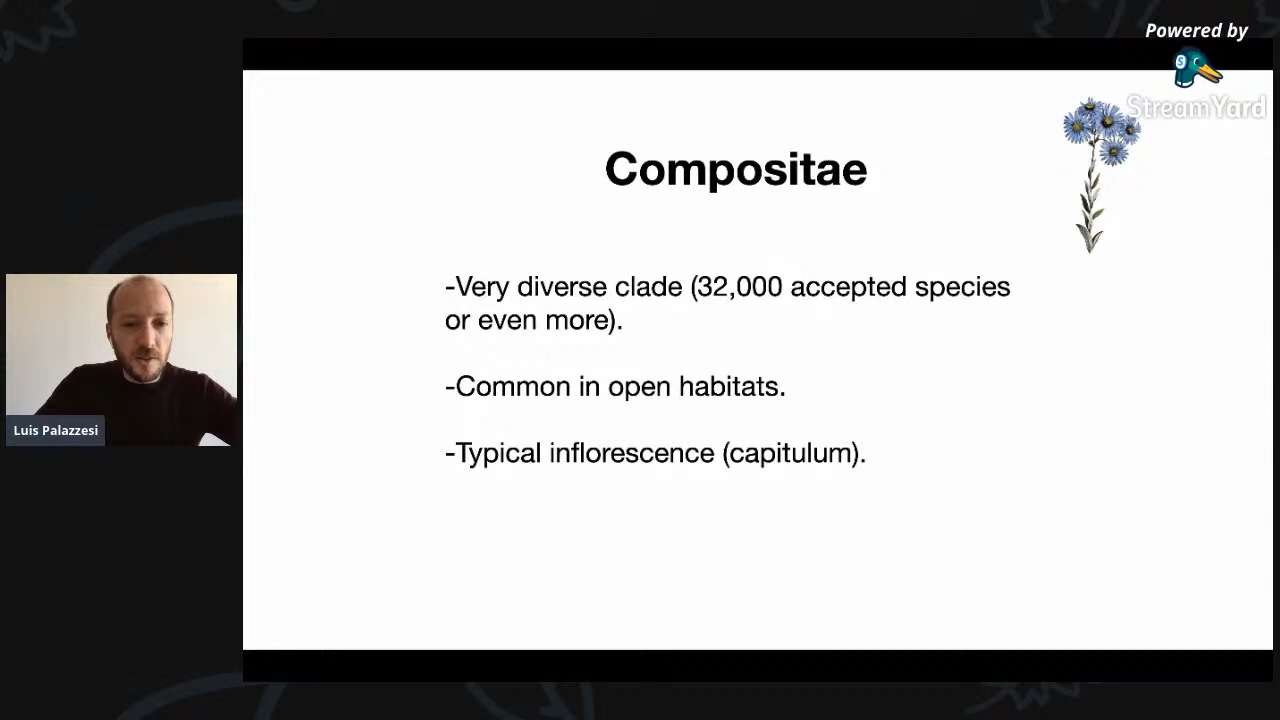 Powered by
StreamYard
Compositae
-Very diverse clade (32,000 accepted species
or even more).
-Common in open habitats.
-Typical inflorescence (capitulum).
Luis Palazzesi